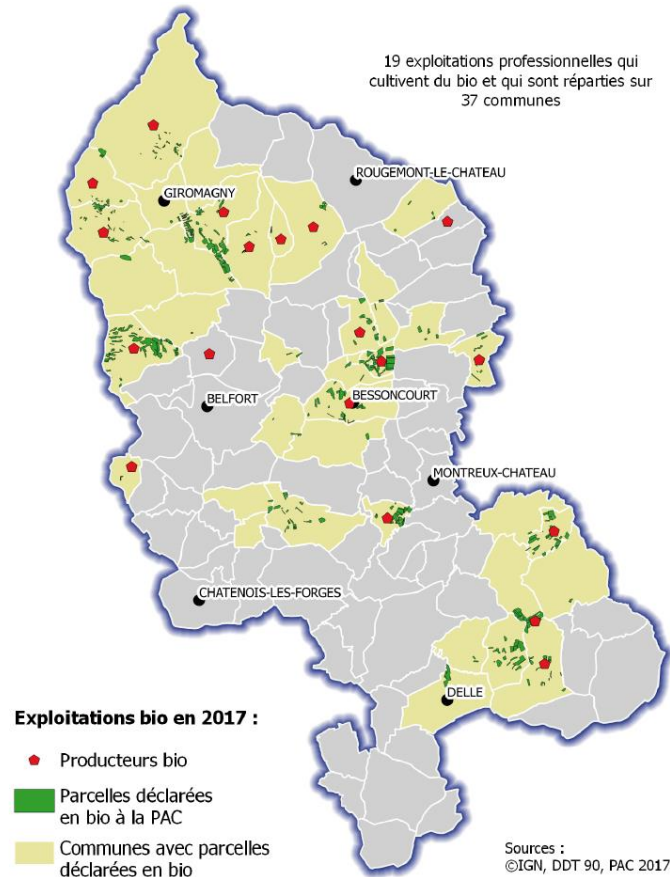 19 exploitations professionnelles qui
cultivent du bio et qui sont réparties sur
37 communes
ROUGEMONT-LE-CHATEAU
GIROMAGNY
BELFORT
BESSONCOURT
MONTREUX-CHATEAU
CHATENOIS-LES-FORGES
DELLE
Exploitations bio en 2017 :
Producteurs bio
Parcelles déclarées
en bio à la PAC
Communes avec parcelles
déclarées en bio
Sources :
©IGN, DDT 90, PAC 2017